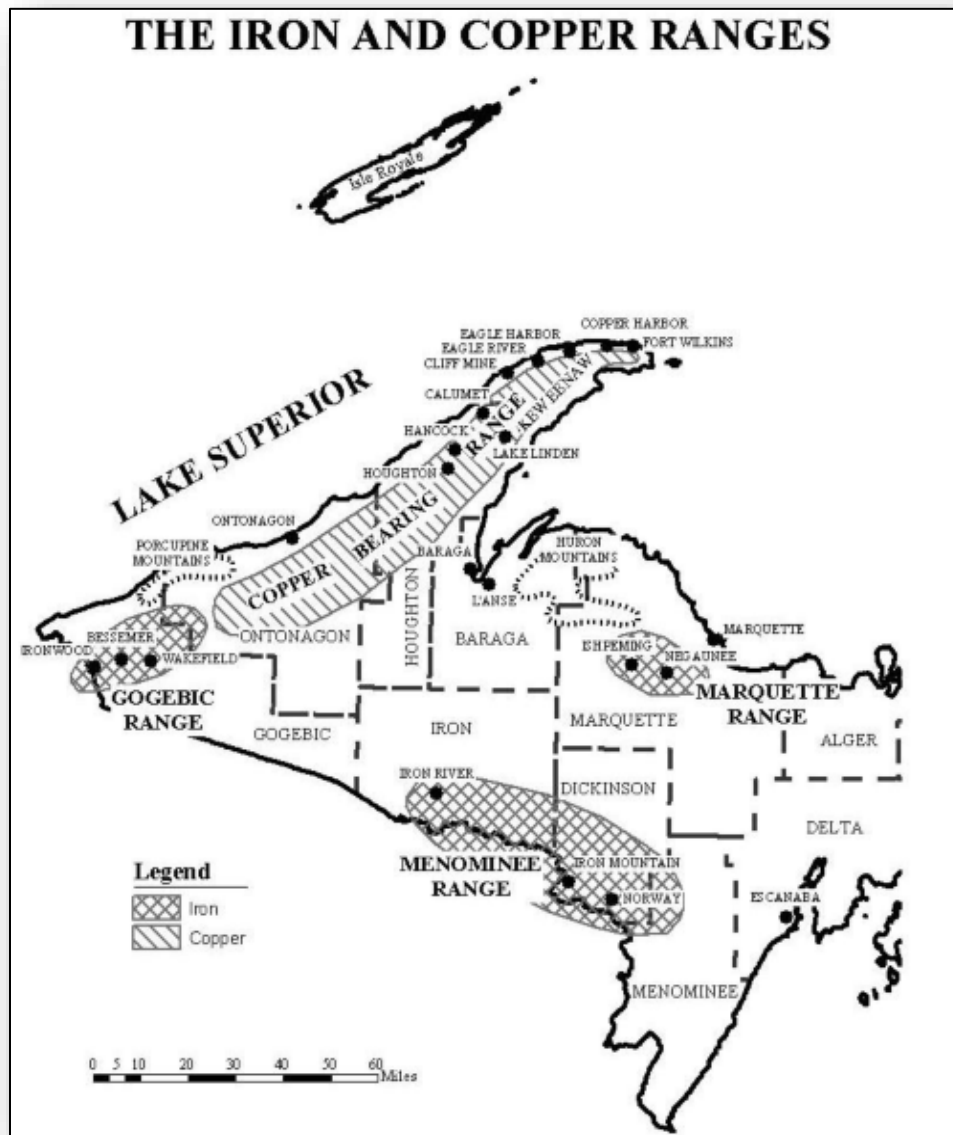 THE IRON AND COPPER RANGES
Isle Royale
COPPER HARBOR
EAGLE HARBOR
FORT WILKINS
EAGLE RIVER
CLIFF MINE
KEWEENAW
CALUMET
LAKE SUPERIOR
HANCOCK
COPPER BEARING RANGE
LAKE LINDEN
HOUGHTON
ONTONAGON
PORCUPINE
MOUNTAINS
BARAGA
HURON
MOUNTAINS
L'ANSE
HOUGHTON
ONTONAGON
BARAGA
MARQUETTE
BESSEMER
IRONWOOD
WAKEFIELD
ISHPEMING
NEGAUNEE
GOGEBIC
RANGE
MARQUETTE
RANGE
GOGEBIC
IRON
MARQUETTE
ALGER
IRON RIVER
DICKINSON
DELTA
MENOMINEE
RANGE
IRON MOUNTAIN
NORWAY
ESCANABA
Legend
Iron
Copper
MENOMINEE
0 5 10 20 30 40 50 60
Miles